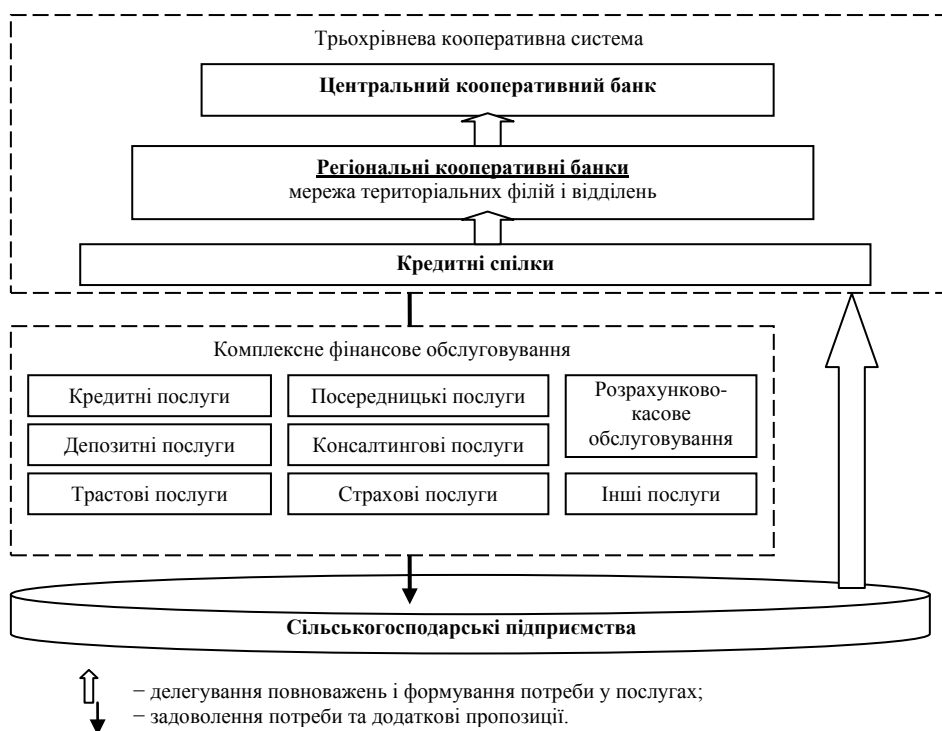 Трьохрівнева кооперативна система
Центральний кооперативний банк
Регіональні кооперативні банки
мережа територіальних філій і відділень
Кредитні спілки
Комплексне фінансове обслуговування
Кредитні послуги
Посередницькі послуги
Розрахунково-
касове
обслуговування
Депозитні послуги
Консалтингові послуги
Трастові послуги
Страхові послуги
Інші послуги
Сільськогосподарські підприємства
− делегування повноважень і формування потреби у послугах;
− задоволення потреби та додаткові пропозиції.